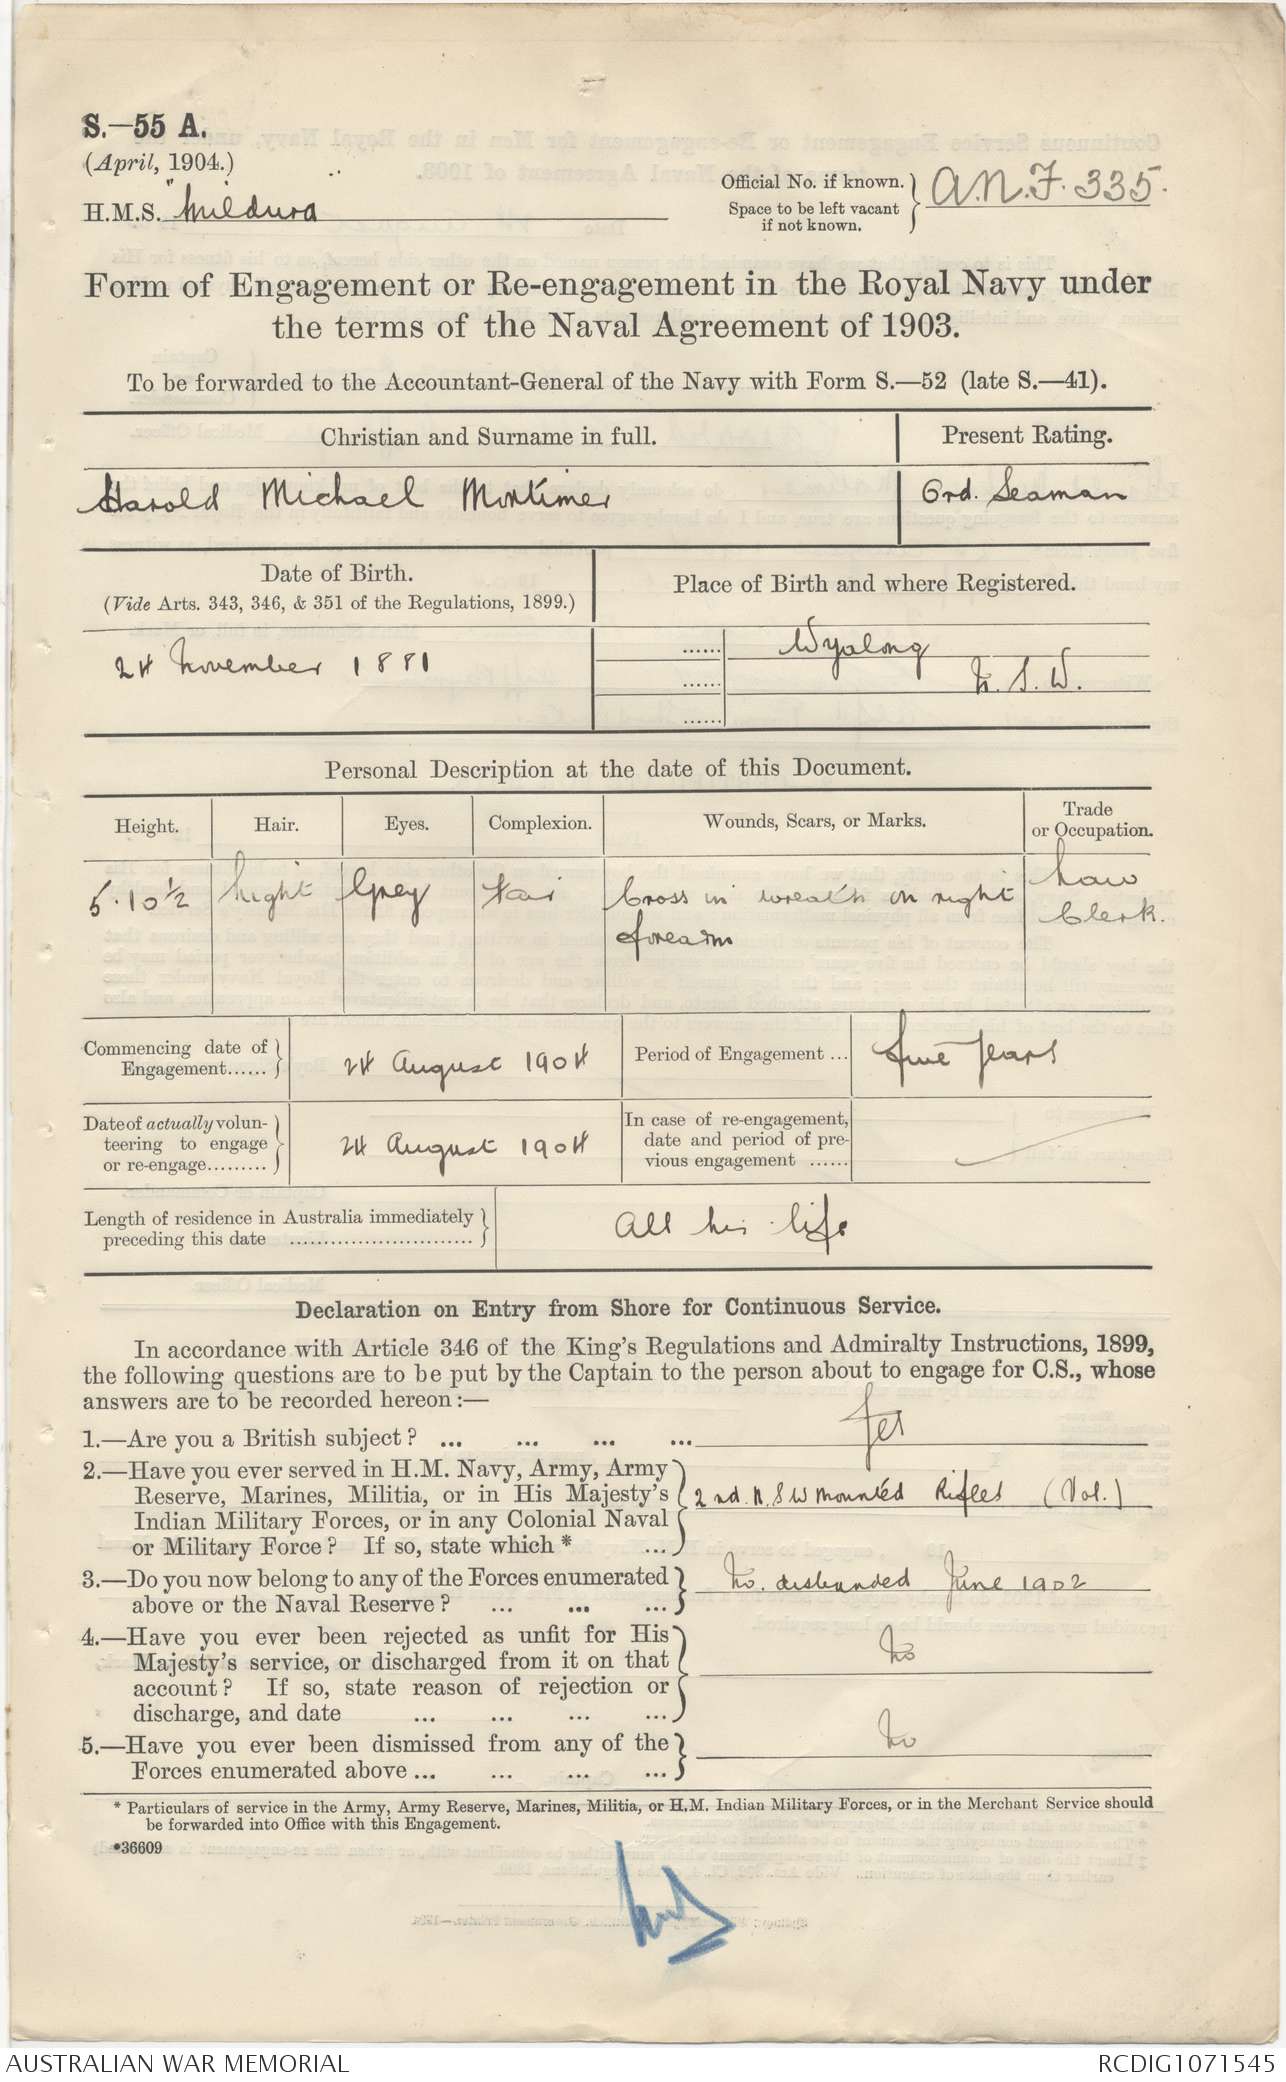 S.—55 A.
(April, 1904.)
H.M.S. "Mildura
Official No. if known.
Space to be left vacant
if not known.
A.N.F. 335.
Form of Engagement or Re-engagement in the Royal Navy under
the terms of the Naval Agreement of 1903.
To be forwarded to the Accountant-General of the Navy with Form S.—52 (late S.—41).
Christian and Surname in full.
Present Rating.
Harold Michael Mortimer
Ord. Seaman
Date of Birth.
(Vide Arts. 343, 346, & 351 of the Regulations, 1899.)
Place of Birth and where Registered.
24 November 1881
...... Wyalong
...... N. S. W.
......
Personal Description at the date of this Document.
Height.
Hair.
Eyes.
Complexion.
Wounds, Scars, or Marks.
Trade
or Occupation.
5. 10 1/2
Light
Grey
Fair
Cross in wreath on right
forearm
Law
Clerk.
Commencing date of
Engagement......
24 August 1904
Period of Engagement ...
five years
Date of actually volun-
teering to engage
or re-engage.........
24 August 1904
In case of re-engagement,
date and period of pre-
vious engagement ......
Length of residence in Australia immediately
preceding this date ...........................
All his life
Declaration on Entry from Shore for Continuous Service.
In accordance with Article 346 of the King's Regulations and Admiralty Instructions, 1899,
the following questions are to be put by the Captain to the person about to engage for C.S., whose
answers are to be recorded hereon:—
1.—Are you a British subject? ... ... ... ... Yes
2.—Have you ever served in H.M. Navy, Army, Army
Reserve, Marines, Militia, or in His Majesty's
Indian Military Forces, or in any Colonial Naval
or Military Force? If so, state which * ...
2nd N.S W Mounted Rifles (Vol.)
3.—Do you now belong to any of the Forces enumerated
above or the Naval Reserve? ... ... ...
No. disbanded June 1902
4.—Have you ever been rejected as unfit for His
Majesty's service, or discharged from it on that
account? If so, state reason of rejection or
discharge, and date ... ... ... ...
No
5.—Have you ever been dismissed from any of the
Forces enumerated above ... ... ... ...
No
* Particulars of service in the Army, Army Reserve, Marines, Militia, or H.M. Indian Military Forces, or in the Merchant Service should
be forwarded into Office with this Engagement.
•36609
AUSTRALIAN WAR MEMORIAL
RCDIG1071545